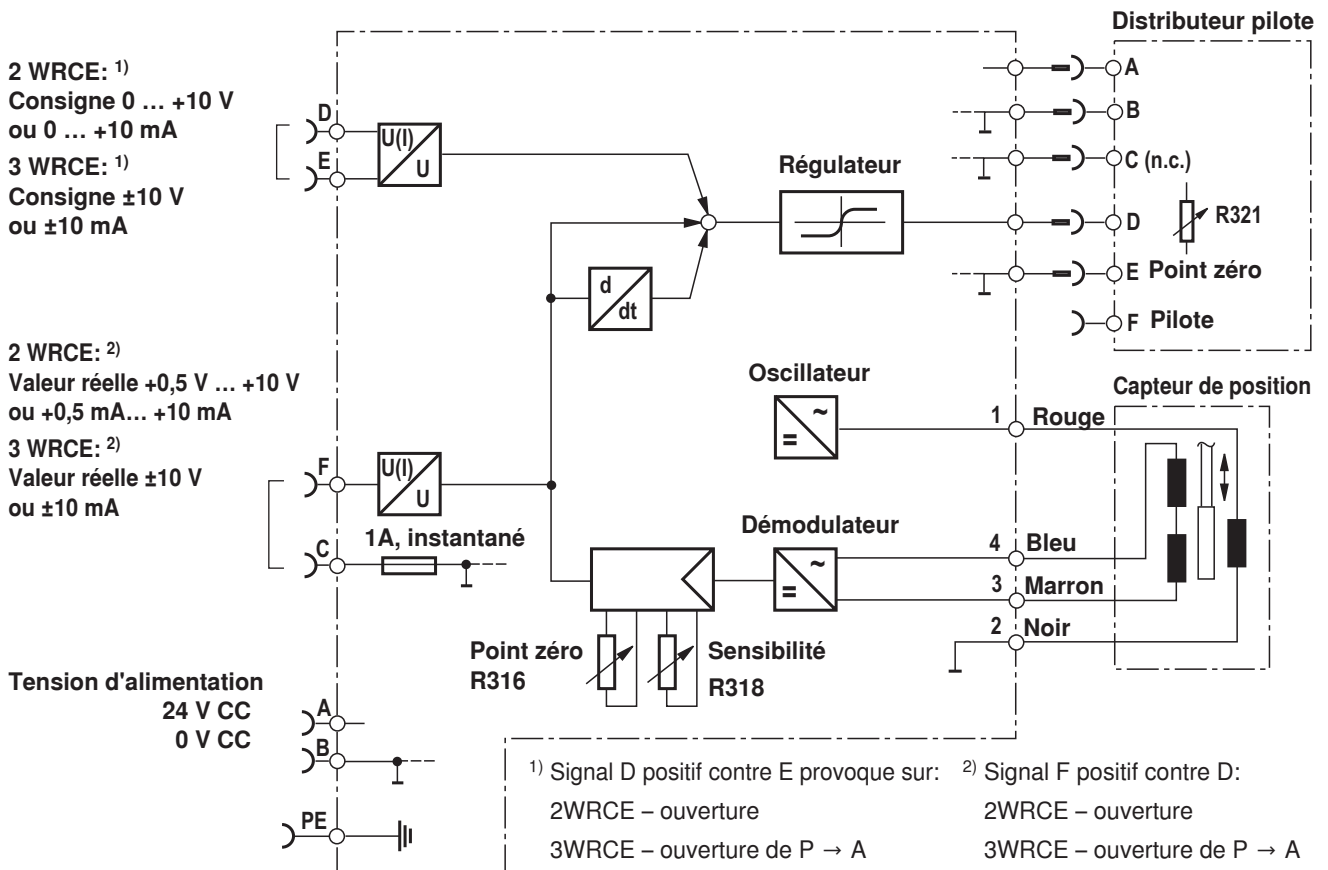 Distributeur pilote
2 WRCE: 1)
Consigne 0 … +10 V
ou 0 … +10 mA
3 WRCE: 1)
Consigne ±10 V
ou ±10 mA
D
E
U(I)
U
Régulateur
A
B
C (n.c.)
D
R321
E Point zéro
F Pilote
d
dt
2 WRCE: 2)
Valeur réelle +0,5 V … +10 V
ou +0,5 mA… +10 mA
3 WRCE: 2)
Valeur réelle ±10 V
ou ±10 mA
F
C
U(I)
U
1A, instantané
Oscillateur
~
=
Capteur de position
1 Rouge
Démodulateur
~
=
4 Bleu
3 Marron
2 Noir
Point zéro
R316
Sensibilité
R318
Tension d'alimentation
24 V CC
0 V CC
A
B
PE
1) Signal D positif contre E provoque sur:
2WRCE – ouverture
3WRCE – ouverture de P → A
2) Signal F positif contre D:
2WRCE – ouverture
3WRCE – ouverture de P → A